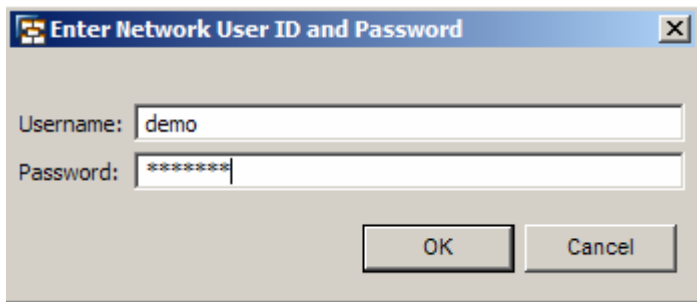 Enter Network User ID and Password
Username: demo
Password: *******
OK Cancel